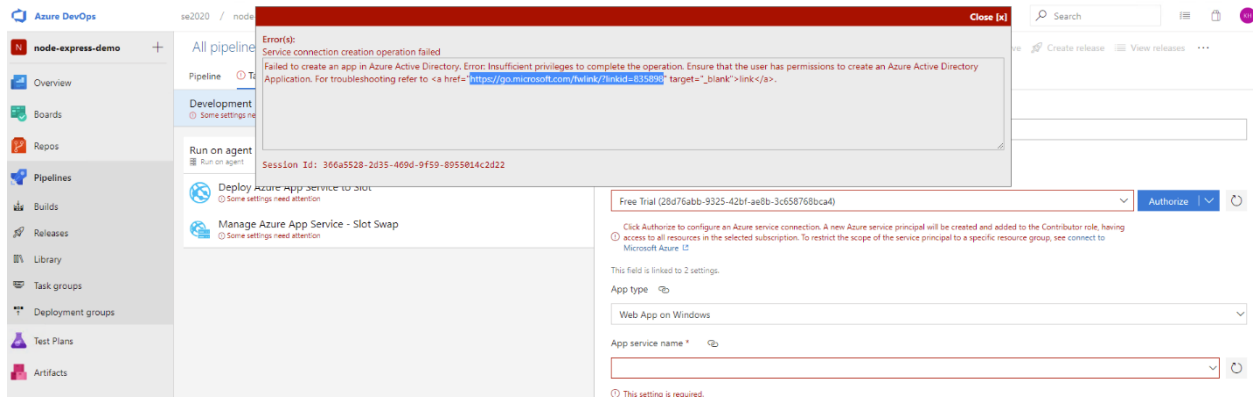 Azure DevOps
se2020 / node
Close [x]
Search
KH
N node-express-demo
All pipeline
Create release
View releases
Error(s):
Service connection creation operation failed
Failed to create an app in Azure Active Directory. Error: Insufficient privileges to complete the operation. Ensure that the user has permissions to create an Azure Active Directory
Application. For troubleshooting refer to <a href="https://go.microsoft.com/fwlink/?linkid=835898" target="_blank">link</a>.
Session Id: 366a5528-2d35-469d-9f59-8955014c2d22
Overview
Boards
Repos
Pipelines
Builds
Releases
Library
Task groups
Deployment groups
Test Plans
Artifacts
Pipeline
Ta
Development
Some settings ne
Run on agent
Run on agent
Deploy Azure App Service to Slot
Some settings need attention
Manage Azure App Service - Slot Swap
Some settings need attention
Free Trial (28d76abb-9325-42bf-ae8b-3c658768bca4)
Authorize
Click Authorize to configure an Azure service connection. A new Azure service principal will be created and added to the Contributor role, having
access to all resources in the selected subscription. To restrict the scope of the service principal to a specific resource group, see connect to
Microsoft Azure
This field is linked to 2 settings.
App type
Web App on Windows
App service name *
This setting is required.